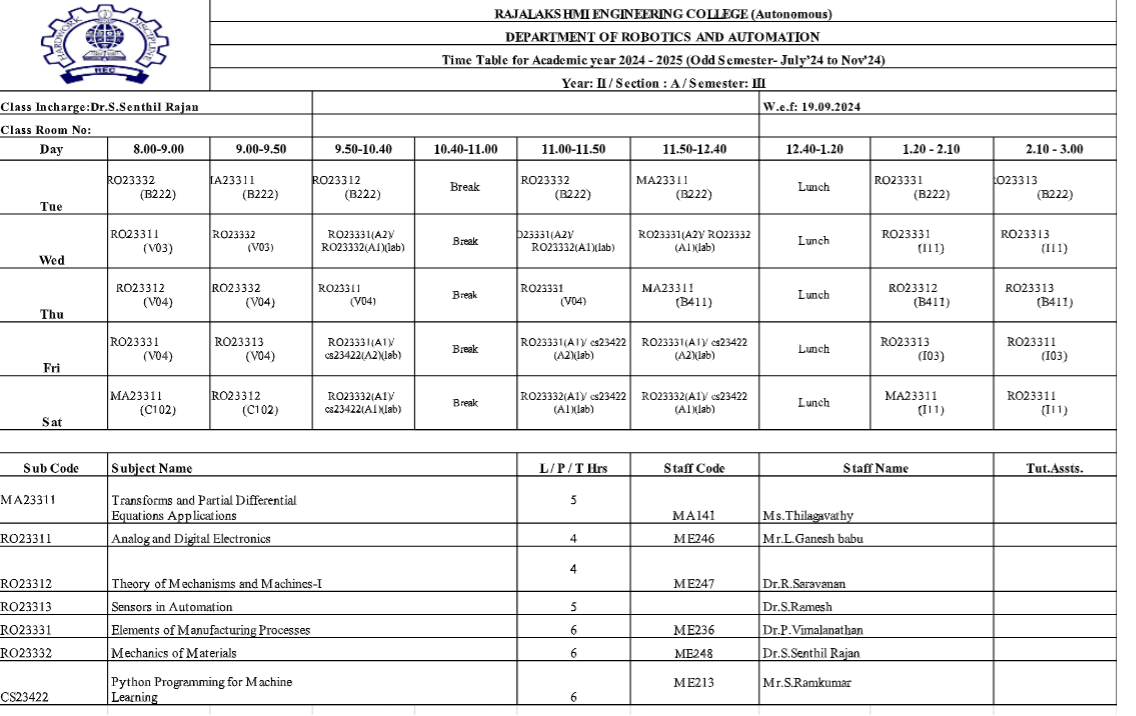 HARDWORK DISCIPLINE
REC
RAJALAKSHMI ENGINEERING COLLEGE (Autonomous)
DEPARTMENT OF ROBOTICS AND AUTOMATION
Time Table for Academic year 2024 - 2025 (Odd Semester- July'24 to Nov'24)
Year: II / Section : A / Semester: III
Class Incharge:Dr.S.Senthil Rajan W.e.f: 19.09.2024
Class Room No:
Day 8.00-9.00 9.00-9.50 9.50-10.40 10.40-11.00 11.00-11.50 11.50-12.40 12.40-1.20 1.20 - 2.10 2.10 - 3.00
RO23332 IA23311 RO23312 Break RO23332 MA23311 Lunch RO23331 RO23313
(B222) (B222) (B222) (B222) (B222) (B222) (B222)
Tue
RO23311 RO23332 RO23331(A2)/ Break O23331(A2)/ RO23331(A2)/ RO23332 Lunch RO23331 RO23313
(V03) (V03) RO23332(A1)(lab) RO23332(A1)(lab) (A1)(lab) (I11) (I11)
Wed
RO23312 RO23332 RO23311 Break RO23331 MA23311 Lunch RO23312 RO23313
(V04) (V04) (V04) (V04) (B411) (B411) (B411)
Thu
RO23331 RO23313 RO23331(A1)/ Break RO23331(A1)/ cs23422 RO23331(A1)/ cs23422 Lunch RO23313 RO23311
(V04) (V04) cs23422(A2)(lab) (A2)(lab) (A2)(lab) (I03) (I03)
Fri
MA23311 RO23312 RO23332(A1)/ Break RO23332(A1)/ cs23422 RO23332(A1)/ cs23422 Lunch MA23311 RO23311
(C102) (C102) cs23422(A1)(lab) (A1)(lab) (A1)(lab) (I11) (I11)
Sat
Sub Code Subject Name L / P / T Hrs Staff Code Staff Name Tut.Assts.
MA23311 Transforms and Partial Differential 5
Equations Applications MA141 Ms.Thilagavathy
RO23311 Analog and Digital Electronics 4 ME246 Mr.L.Ganesh babu
4
RO23312 Theory of Mechanisms and Machines-I ME247 Dr.R.Saravanan
RO23313 Sensors in Automation 5 Dr.S.Ramesh
RO23331 Elements of Manufacturing Processes 6 ME236 Dr.P.Vimalanathan
RO23332 Mechanics of Materials 6 ME248 Dr.S.Senthil Rajan
Python Programming for Machine ME213 Mr.S.Ramkumar
CS23422 Learning 6